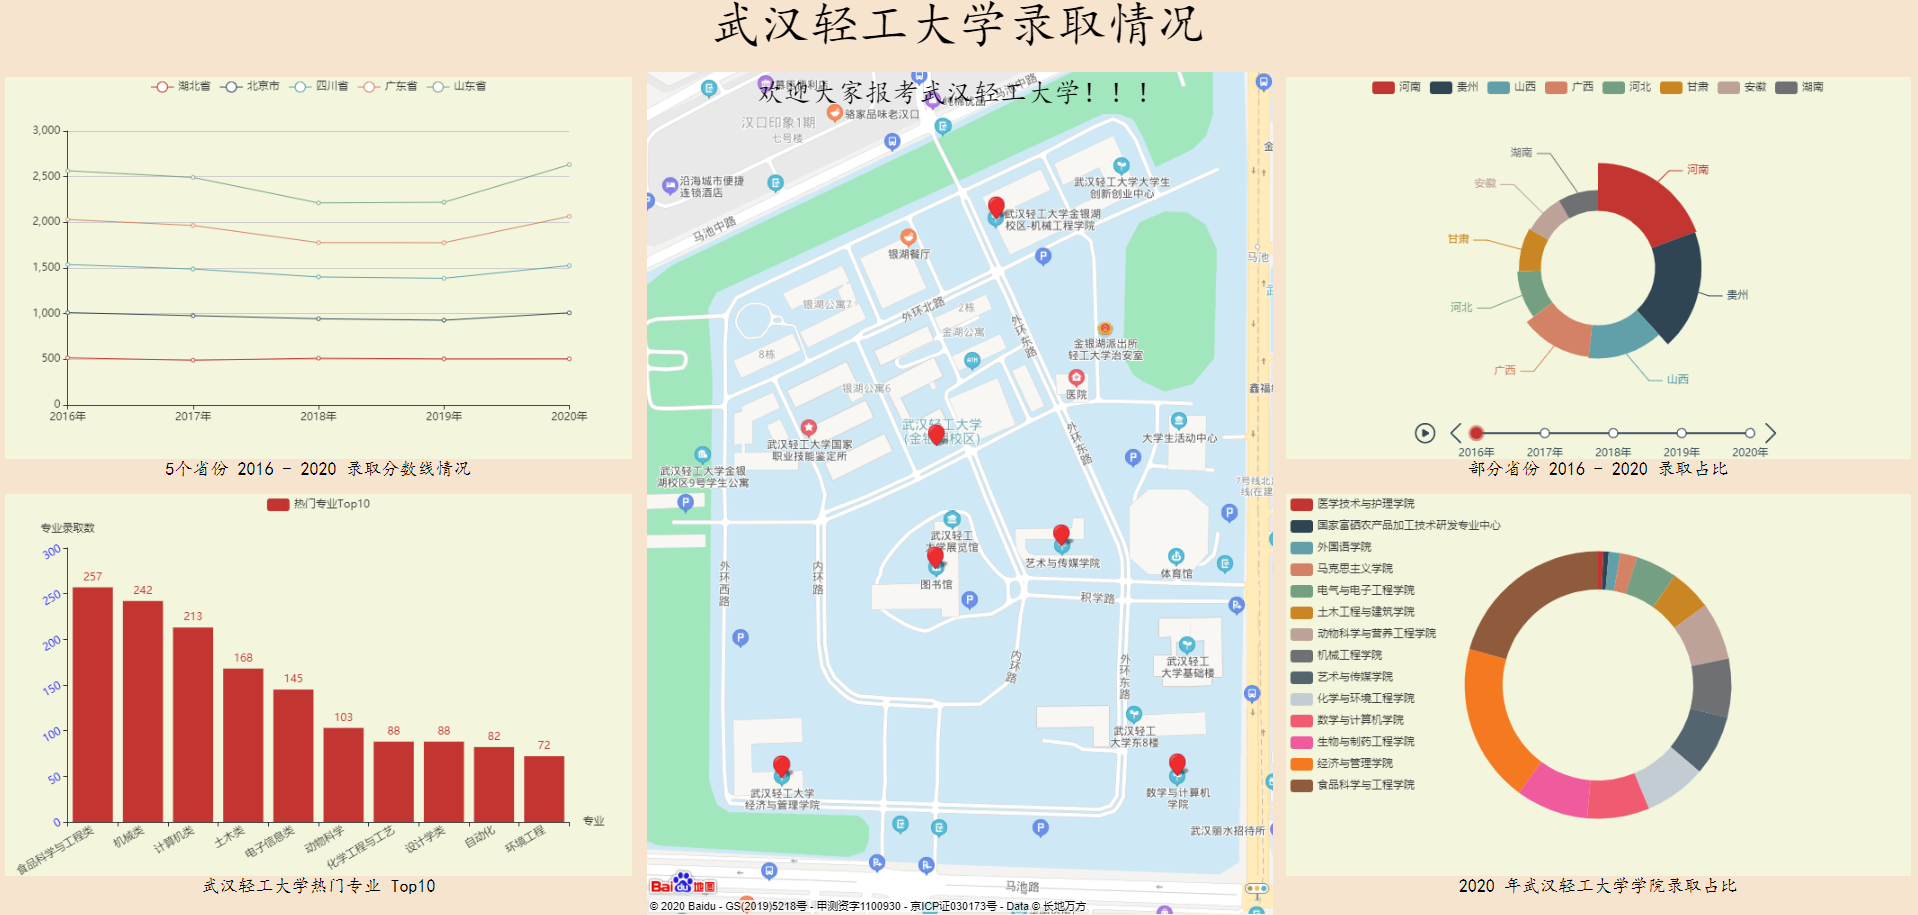 武汉轻工大学录取情况
湖北省 北京市 四川省 广东省 山东省
3,000
2,500
2,000
1,500
1,000
500
0
2016年 2017年 2018年 2019年 2020年
5个省份 2016 - 2020 录取分数线情况
热门专业Top10
专业录取数
300
250
200
150
100
50
0
257 242 213 168 145 103 88 88 82 72
食品科学与工程类 机械类 计算机类 土木类 电子信息类 动物科学 化学工程与工艺 设计学类 自动化 环境工程
专业
武汉轻工大学热门专业 Top10
欢迎大家报考武汉轻工大学！！！
马池中路
骆家品味老汉口
汉口印象1期
七号楼
沿海城市便捷
连锁酒店
马池中路
武汉轻工大学大学生
创新创业中心
武汉轻工大学金银湖
校区-机械工程学院
银湖餐厅
马池
银湖公寓7
外环北路
2栋
金湖公寓
外环东路
金银湖派出所
轻工大学治安室
8栋
银湖公寓6
医院
鑫福
武汉轻工大学
武汉轻工大学国家
职业技能鉴定所
外环东路
大学生活动中心
武汉轻工大学金银
湖校区9号学生公寓
7号线北
线(在建
武汉轻工
图书馆
艺术与传媒学院
体育馆
外环西路
内环路
积学路
内环路
外环东路
武汉轻工
大学基础楼
武汉轻工
大学东8楼
武汉轻工大学
经济与管理学院
数学与计算机
学院
武汉丽水招待所
马池路
Bai du 地图
© 2020 Baidu - GS(2019)5218号 - 甲测资字1100930 - 京ICP证030173号 - Data © 长地万方
河南 贵州 山西 广西 河北 甘肃 安徽 湖南
湖南
河南
安徽
甘肃
贵州
河北
广西
山西
2016年 2017年 2018年 2019年 2020年
部分省份 2016 - 2020 录取占比
医学技术与护理学院
国家富硒农产品加工技术研发专业中心
外国语学院
马克思主义学院
电气与电子工程学院
土木工程与建筑学院
动物科学与营养工程学院
机械工程学院
艺术与传媒学院
化学与环境工程学院
数学与计算机学院
生物与制药工程学院
经济与管理学院
食品科学与工程学院
2020 年武汉轻工大学学院录取占比